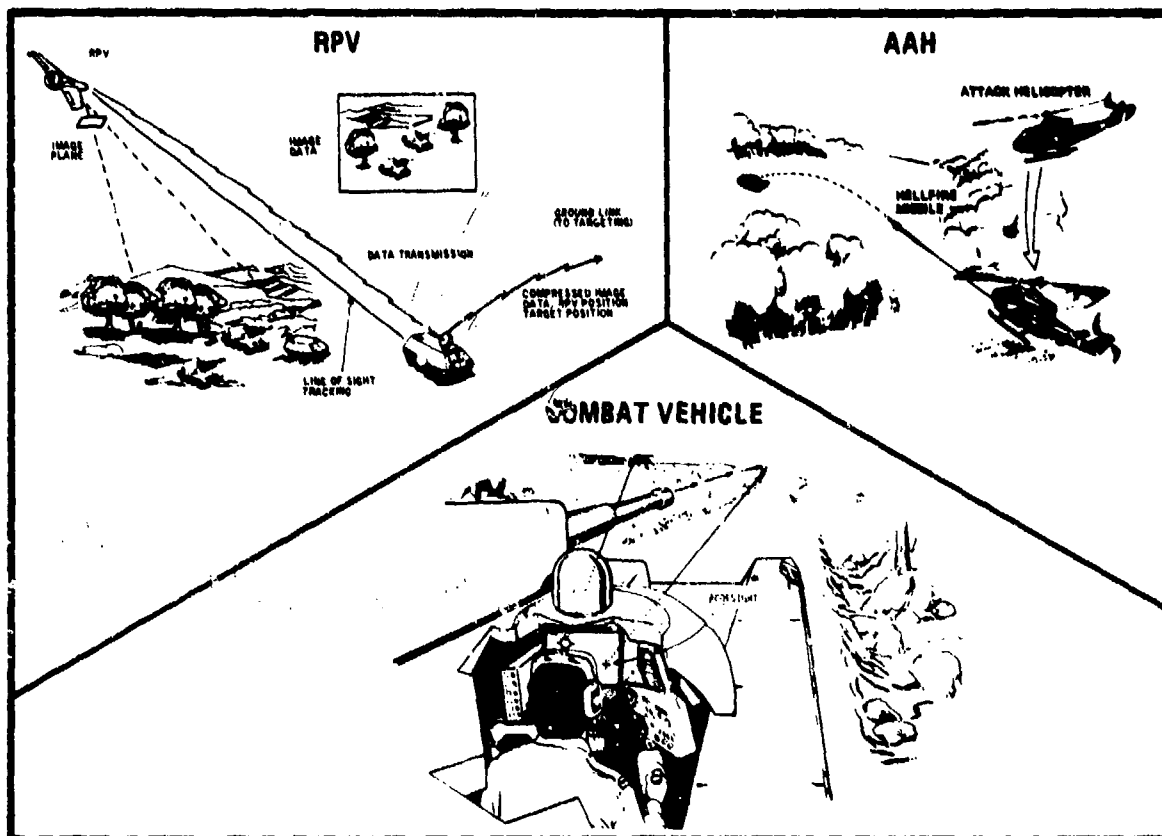 RPV
RPV
IMAGE
PLANE
IMAGE
DATA
DATA TRANSMISSION
GROUND LINK
(TO TARGETING)
COMPRESSED IMAGE
DATA, RPV POSITION
TARGET POSITION
LINE OF SIGHT
TRACKING
AAH
ATTACK HELICOPTER
HELLFIRE
MISSILE
COMBAT VEHICLE